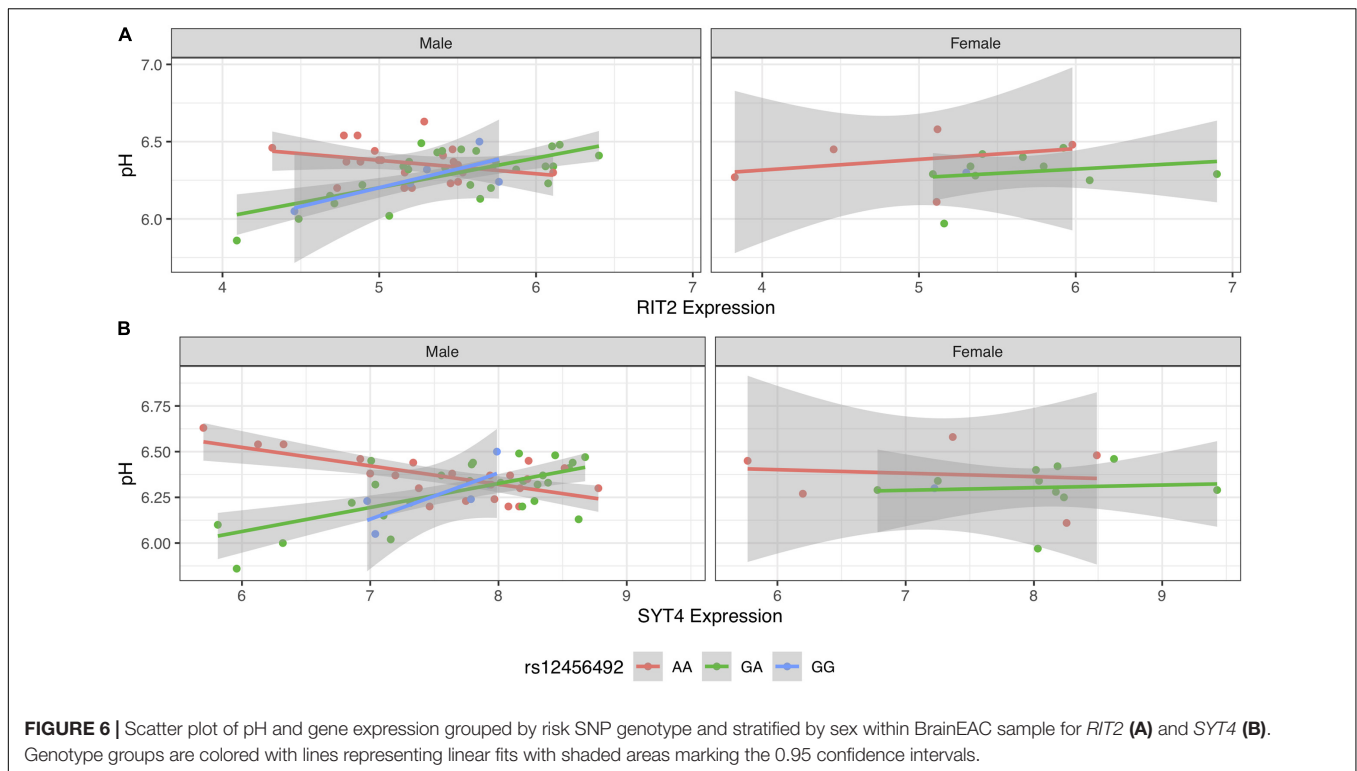 A
Male Female
7.0
6.5
6.0
pH
4 5 6 7 4 5 6 7
RIT2 Expression
B
Male Female
6.75
6.50
6.25
6.00
pH
6 7 8 9 6 7 8 9
SYT4 Expression
rs12456492 AA GA GG
FIGURE 6 | Scatter plot of pH and gene expression grouped by risk SNP genotype and stratified by sex within BrainEAC sample for RIT2 (A) and SYT4 (B).
Genotype groups are colored with lines representing linear fits with shaded areas marking the 0.95 confidence intervals.